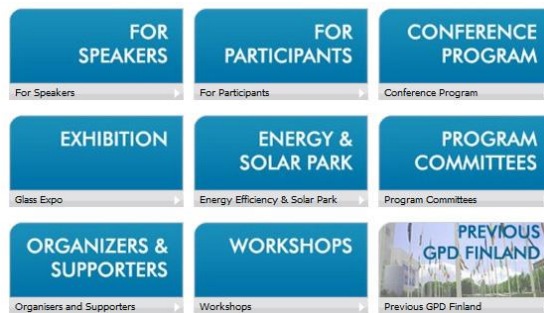 FOR
SPEAKERS
For Speakers
FOR
PARTICIPANTS
For Participants
CONFERENCE
PROGRAM
Conference Program
EXHIBITION
Glass Expo
ENERGY &
SOLAR PARK
Energy Efficiency & Solar Park
PROGRAM
COMMITTEES
Program Committees
ORGANIZERS &
SUPPORTERS
Organisers and Supporters
WORKSHOPS
Workshops
PREVIOUS
GPD FINLAND
Previous GPD Finland